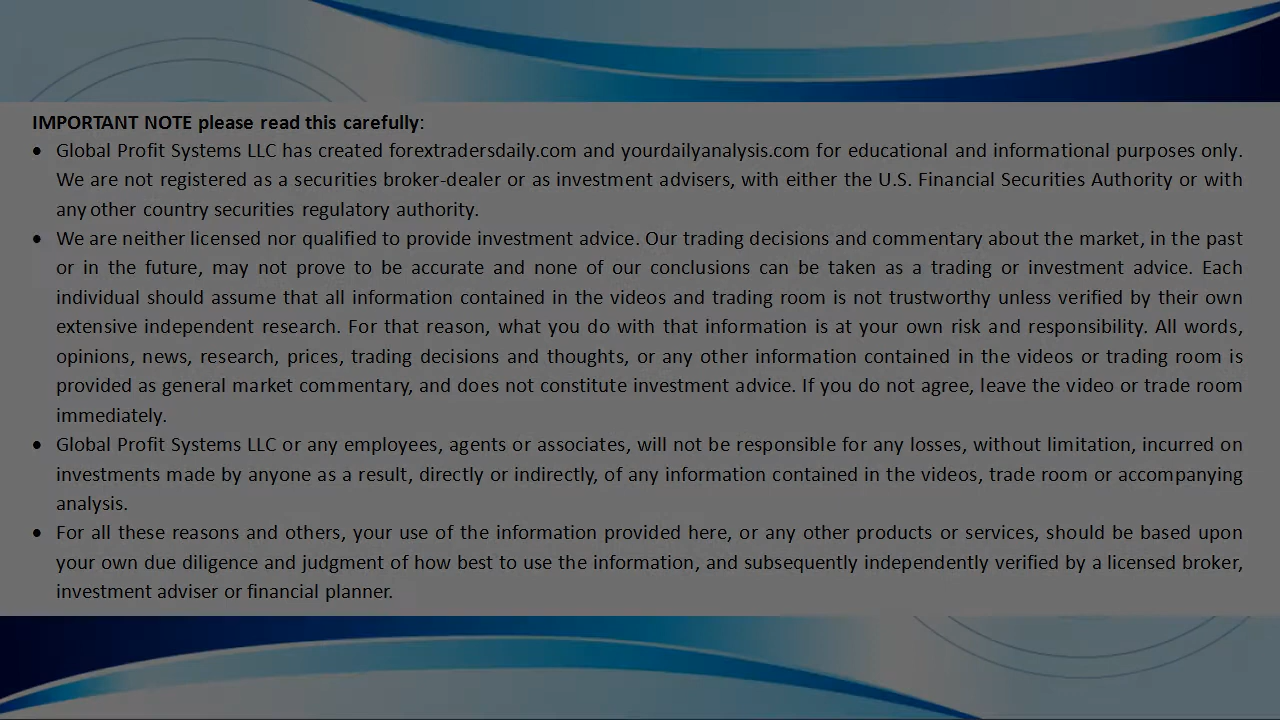 IMPORTANT NOTE please read this carefully:
• Global Profit Systems LLC has created forextradersdaily.com and yourdailyanalysis.com for educational and informational purposes only.
We are not registered as a securities broker-dealer or as investment advisers, with either the U.S. Financial Securities Authority or with
any other country securities regulatory authority.
• We are neither licensed nor qualified to provide investment advice. Our trading decisions and commentary about the market, in the past
or in the future, may not prove to be accurate and none of our conclusions can be taken as a trading or investment advice. Each
individual should assume that all information contained in the videos and trading room is not trustworthy unless verified by their own
extensive independent research. For that reason, what you do with that information is at your own risk and responsibility. All words,
opinions, news, research, prices, trading decisions and thoughts, or any other information contained in the videos or trading room is
provided as general market commentary, and does not constitute investment advice. If you do not agree, leave the video or trade room
immediately.
• Global Profit Systems LLC or any employees, agents or associates, will not be responsible for any losses, without limitation, incurred on
investments made by anyone as a result, directly or indirectly, of any information contained in the videos, trade room or accompanying
analysis.
• For all these reasons and others, your use of the information provided here, or any other products or services, should be based upon
your own due diligence and judgment of how best to use the information, and subsequently independently verified by a licensed broker,
investment adviser or financial planner.